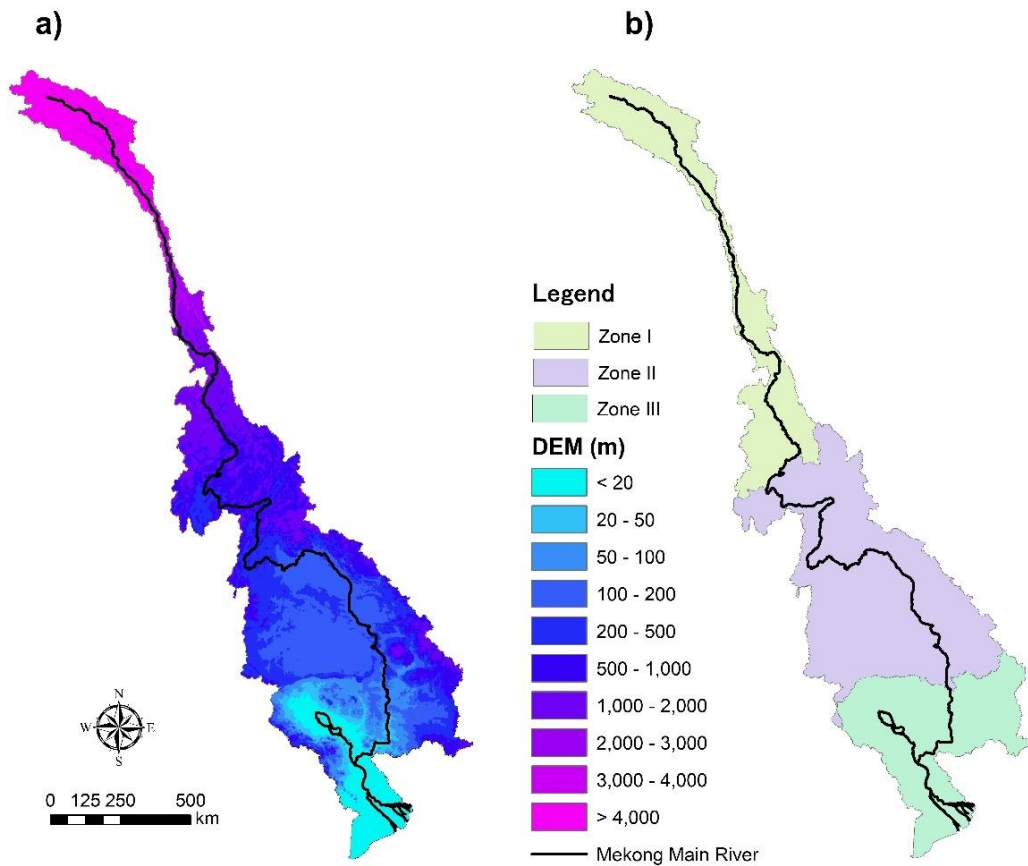 a)
b)
Legend
Zone I
Zone II
Zone III
DEM (m)
< 20
20 - 50
50 - 100
100 - 200
200 - 500
500 - 1,000
1,000 - 2,000
2,000 - 3,000
3,000 - 4,000
> 4,000
Mekong Main River
N
W E
S
0 125 250 500
km